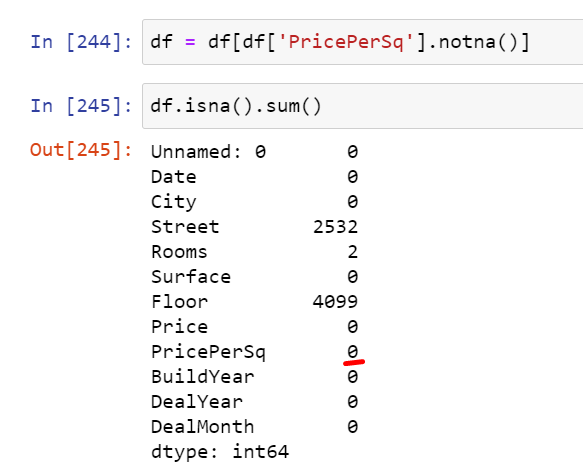 In [244]: df = df[df['PricePerSq'].notna()]
In [245]: df.isna().sum()
Out[245]: Unnamed: 0 0
Date 0
City 0
Street 2532
Rooms 2
Surface 0
Floor 4099
Price 0
PricePerSq 0
BuildYear 0
DealYear 0
DealMonth 0
dtype: int64